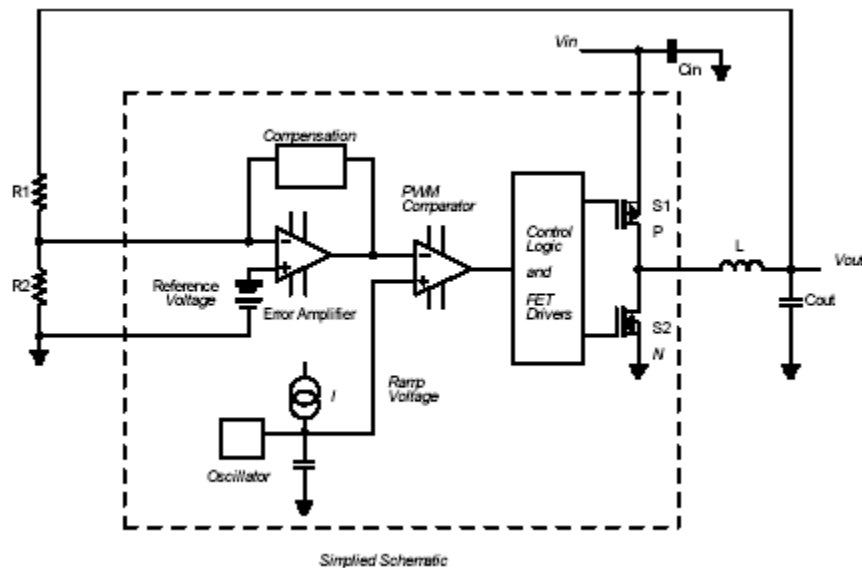 Vin
Cin
Compensation
R1
PWM
Comparator
S1
P
Control
Logic
and
FET
Drivers
L
Vout
R2
Reference
Voltage
Error Amplifier
Cout
S2
N
I
Ramp
Voltage
Oscillator
Simplied Schematic